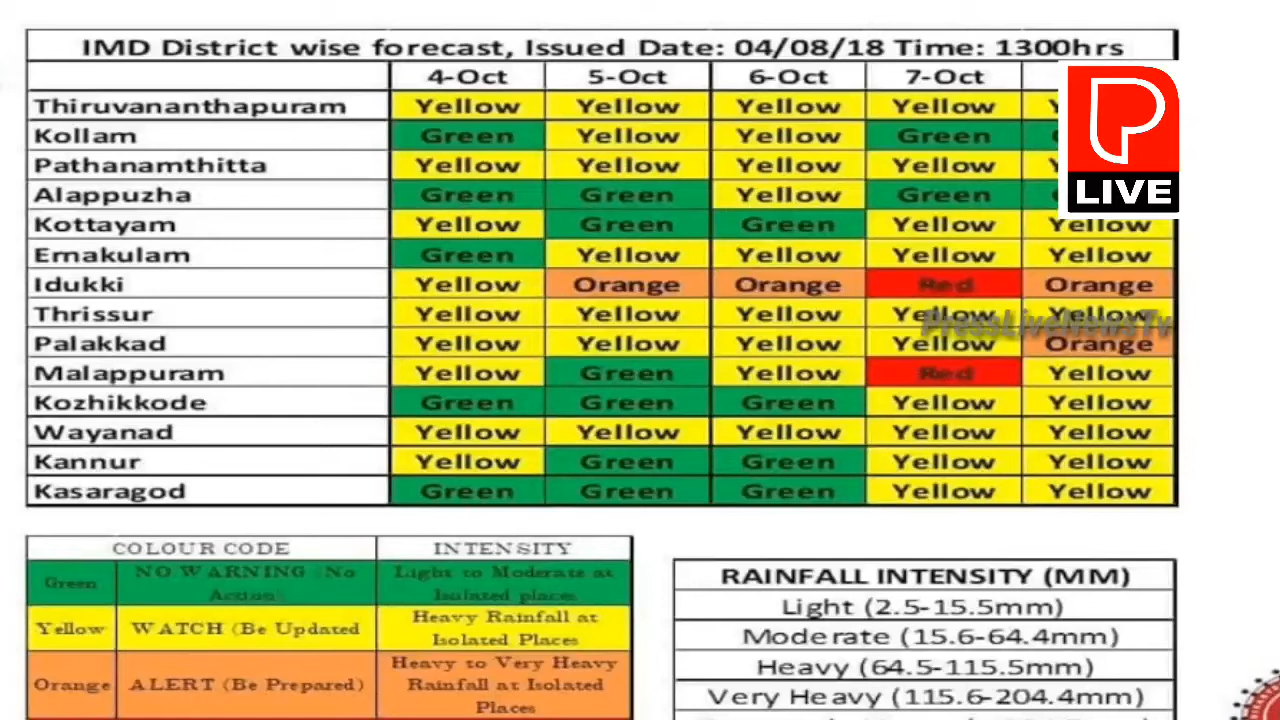 IMD District wise forecast, Issued Date: 04/08/18 Time: 1300hrs
4-Oct 5-Oct 6-Oct 7-Oct
Thiruvananthapuram Yellow Yellow Yellow Yellow
Kollam Green Yellow Yellow Green
Pathanamthitta Yellow Yellow Yellow Yellow
Alappuzha Green Green Yellow Green
Kottayam Yellow Green Green Yellow Yellow
Ernakulam Green Yellow Yellow Yellow Yellow
Idukki Yellow Orange Orange Red Orange
Thrissur Yellow Yellow Yellow Yellow Yellow
Palakkad Yellow Yellow Yellow Yellow Orange
Malappuram Yellow Green Yellow Red Yellow
Kozhikkode Green Green Green Yellow Yellow
Wayanad Yellow Yellow Yellow Yellow Yellow
Kannur Yellow Green Green Yellow Yellow
Kasaragod Green Green Green Yellow Yellow
LIVE
PressLiveNewsTv
COLOUR CODE INTENSITY
Green NO WARNING (No Action) Light to Moderate at
Isolated places
Yellow WATCH (Be Updated Heavy Rainfall at
Isolated Places
Orange ALERT (Be Prepared) Heavy to Very Heavy
Rainfall at Isolated
Places
RAINFALL INTENSITY (MM)
Light (2.5-15.5mm)
Moderate (15.6-64.4mm)
Heavy (64.5-115.5mm)
Very Heavy (115.6-204.4mm)